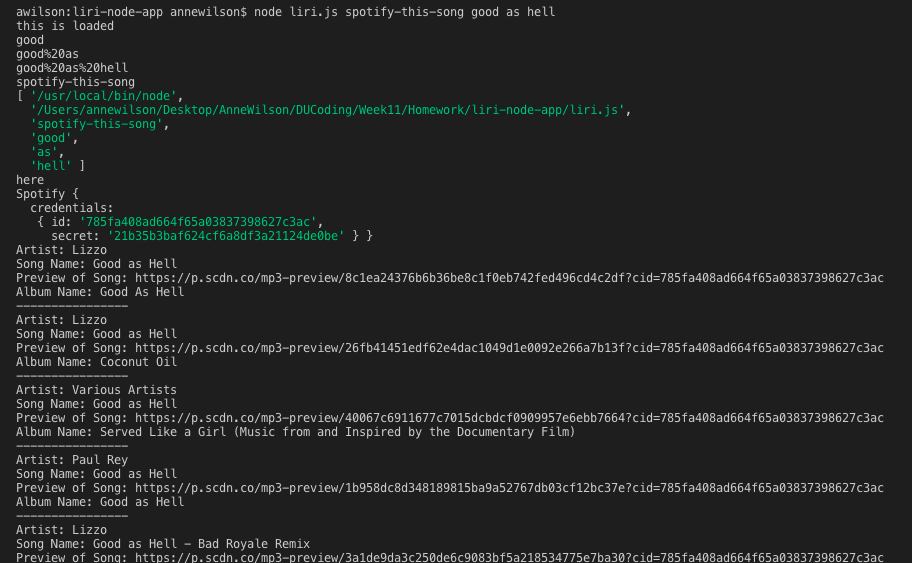 awilson:liri-node-app annewilson$ node liri.js spotify-this-song good as hell
this is loaded
good
good%20as
good%20as%20hell
spotify-this-song
[ '/usr/local/bin/node',
'/Users/annewilson/Desktop/AnneWilson/DUCoding/Week11/Homework/liri-node-app/liri.js',
'spotify-this-song',
'good',
'as',
'hell' ]
here
Spotify {
credentials:
{ id: '785fa408ad664f65a03837398627c3ac',
secret: '21b35b3baf624cf6a8df3a21124de0be' } }
Artist: Lizzo
Song Name: Good as Hell
Preview of Song: https://p.scdn.co/mp3-preview/8c1ea24376b6b36be8c1f0eb742fed496cd4c2df?cid=785fa408ad664f65a03837398627c3ac
Album Name: Good As Hell
----------------
Artist: Lizzo
Song Name: Good as Hell
Preview of Song: https://p.scdn.co/mp3-preview/26fb41451edf62e4dac1049d1e0092e266a7b13f?cid=785fa408ad664f65a03837398627c3ac
Album Name: Coconut Oil
----------------
Artist: Various Artists
Song Name: Good as Hell
Preview of Song: https://p.scdn.co/mp3-preview/40067c6911677c7015dcbdcf0909957e6ebb7664?cid=785fa408ad664f65a03837398627c3ac
Album Name: Served Like a Girl (Music from and Inspired by the Documentary Film)
----------------
Artist: Paul Rey
Song Name: Good as Hell
Preview of Song: https://p.scdn.co/mp3-preview/1b958dc8d348189815ba9a52767db03cf12bc37e?cid=785fa408ad664f65a03837398627c3ac
Album Name: Good as Hell
----------------
Artist: Lizzo
Song Name: Good as Hell - Bad Royale Remix
Preview of Song: https://p.scdn.co/mp3-preview/3a1de9da3c250de6c9083bf5a218534775e7ba30?cid=785fa408ad664f65a03837398627c3ac